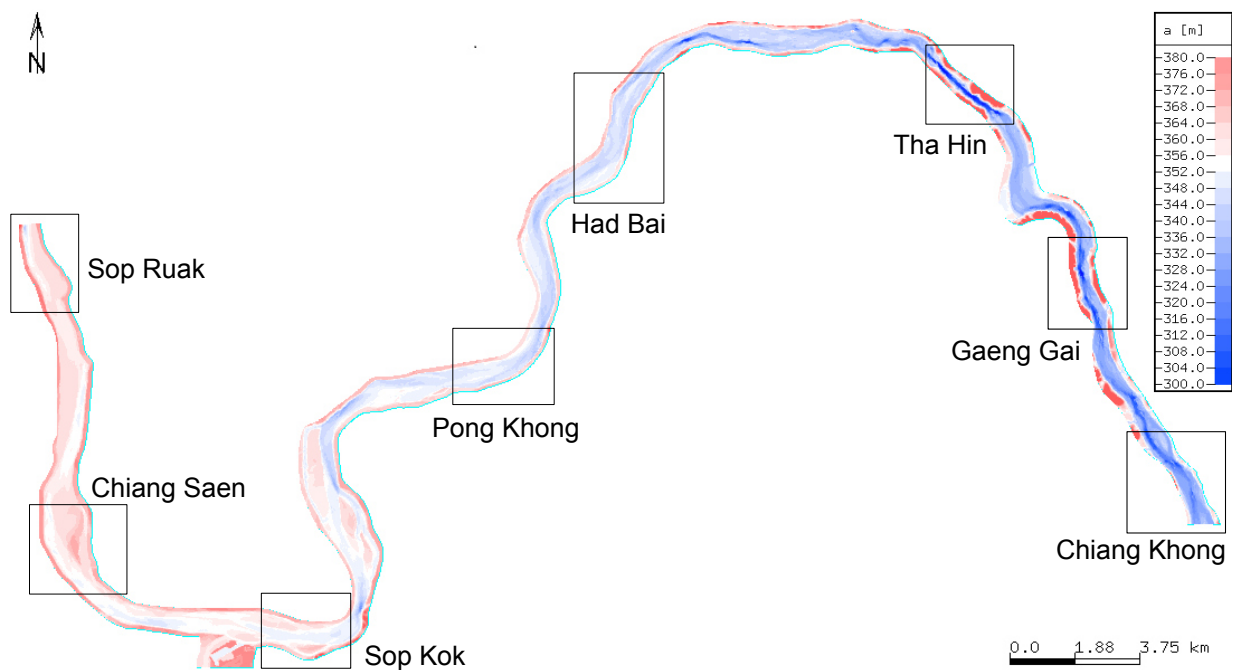 N
a [m]
380.0
376.0
372.0
368.0
364.0
360.0
356.0
352.0
348.0
344.0
340.0
336.0
332.0
328.0
324.0
320.0
316.0
312.0
308.0
304.0
300.0
Tha Hin
Had Bai
Sop Ruak
Gaeng Gai
Pong Khong
Chiang Saen
Chiang Khong
Sop Kok
0.0 1.88 3.75 km